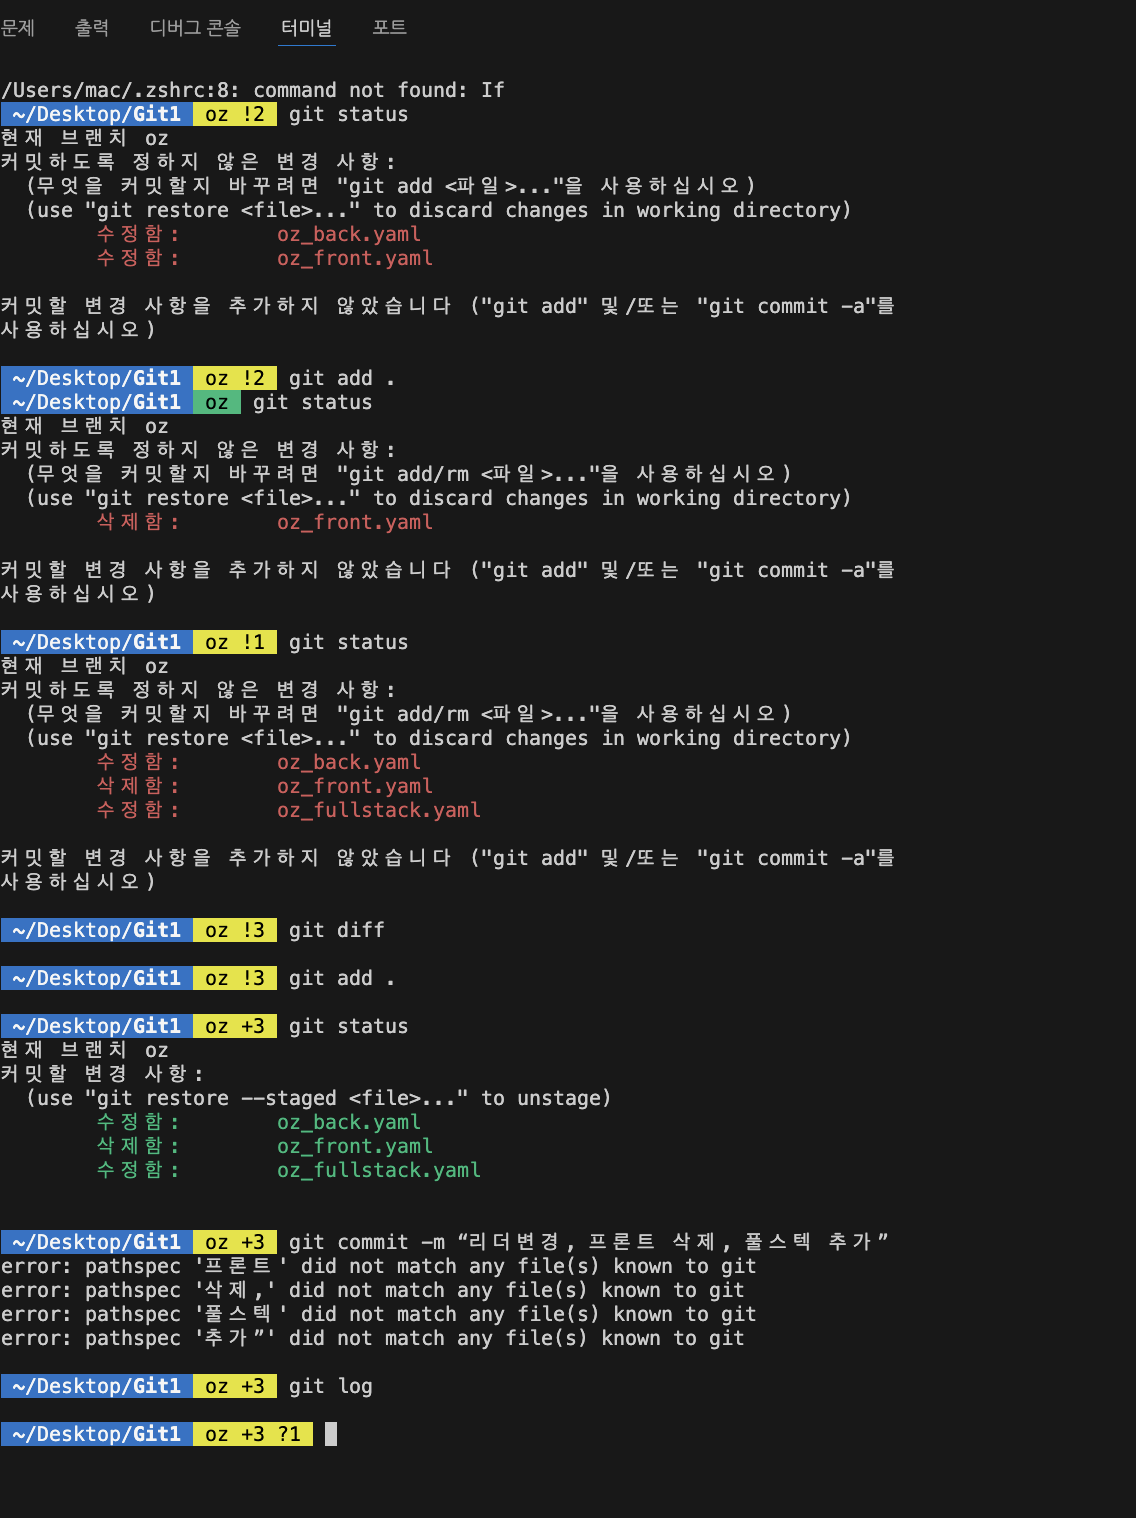 문제 출력 디버그 콘솔 터미널 포트
/Users/mac/.zshrc:8: command not found: If
~/Desktop/Git1 oz !2 git status
현재 브랜치 oz
커밋하도록 정하지 않은 변경 사항:
(무엇을 커밋할지 바꾸려면 "git add <파일>..."을 사용하십시오)
(use "git restore <file>..." to discard changes in working directory)
수정함: oz_back.yaml
수정함: oz_front.yaml
커밋할 변경 사항을 추가하지 않았습니다 ("git add" 및/또는 "git commit -a"를
사용하십시오)
~/Desktop/Git1 oz !2 git add .
~/Desktop/Git1 oz git status
현재 브랜치 oz
커밋하도록 정하지 않은 변경 사항:
(무엇을 커밋할지 바꾸려면 "git add/rm <파일>..."을 사용하십시오)
(use "git restore <file>..." to discard changes in working directory)
삭제함: oz_front.yaml
커밋할 변경 사항을 추가하지 않았습니다 ("git add" 및/또는 "git commit -a"를
사용하십시오)
~/Desktop/Git1 oz !1 git status
현재 브랜치 oz
커밋하도록 정하지 않은 변경 사항:
(무엇을 커밋할지 바꾸려면 "git add/rm <파일>..."을 사용하십시오)
(use "git restore <file>..." to discard changes in working directory)
수정함: oz_back.yaml
삭제함: oz_front.yaml
수정함: oz_fullstack.yaml
커밋할 변경 사항을 추가하지 않았습니다 ("git add" 및/또는 "git commit -a"를
사용하십시오)
~/Desktop/Git1 oz !3 git diff
~/Desktop/Git1 oz !3 git add .
~/Desktop/Git1 oz +3 git status
현재 브랜치 oz
커밋할 변경 사항:
(use "git restore --staged <file>..." to unstage)
수정함: oz_back.yaml
삭제함: oz_front.yaml
수정함: oz_fullstack.yaml
~/Desktop/Git1 oz +3 git commit -m “리더변경, 프론트 삭제, 풀스텍 추가”
error: pathspec '프론트' did not match any file(s) known to git
error: pathspec '삭제,' did not match any file(s) known to git
error: pathspec '풀스텍' did not match any file(s) known to git
error: pathspec '추가”' did not match any file(s) known to git
~/Desktop/Git1 oz +3 git log
~/Desktop/Git1 oz +3 ?1